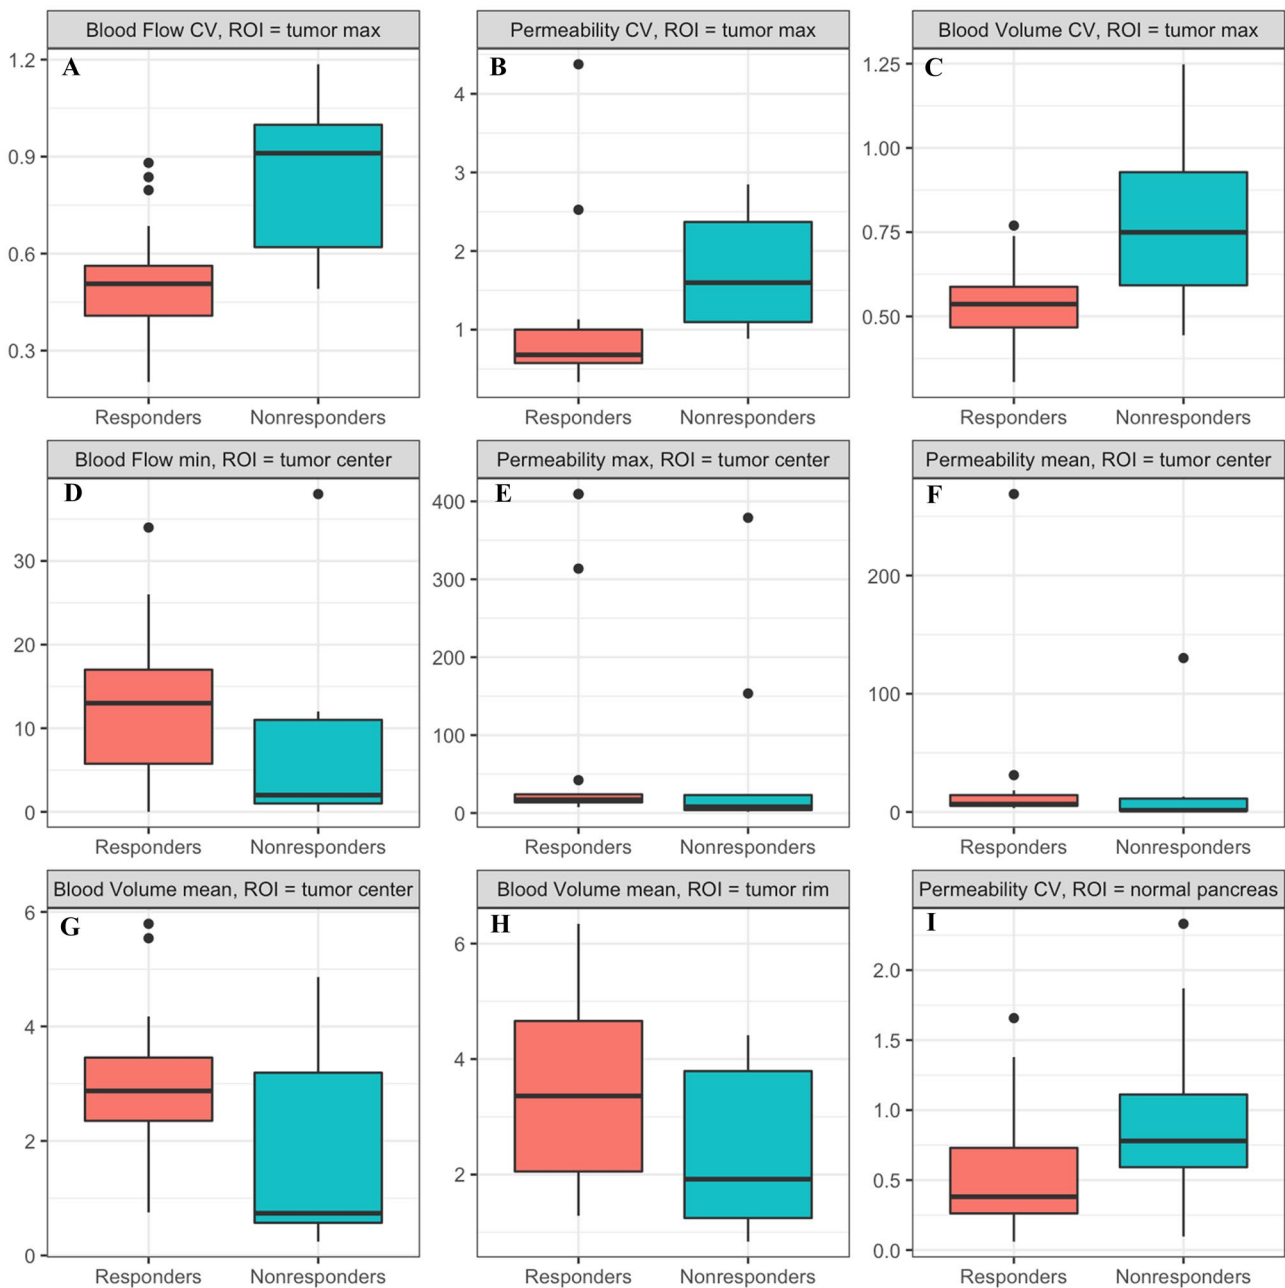 Blood Flow CV, ROI = tumor max
A
1.2
0.9
0.6
0.3
Responders
Nonresponders
Permeability CV, ROI = tumor max
B
4
3
2
1
Responders
Nonresponders
Blood Volume CV, ROI = tumor max
C
1.25
1.00
0.75
0.50
Responders
Nonresponders
Blood Flow min, ROI = tumor center
D
30
20
10
0
Responders
Nonresponders
Permeability max, ROI = tumor center
E
400
300
200
100
0
Responders
Nonresponders
Permeability mean, ROI = tumor center
F
200
100
0
Responders
Nonresponders
Blood Volume mean, ROI = tumor center
G
6
4
2
0
Responders
Nonresponders
Blood Volume mean, ROI = tumor rim
H
6
4
2
Responders
Nonresponders
Permeability CV, ROI = normal pancreas
I
2.0
1.5
1.0
0.5
0.0
Responders
Nonresponders